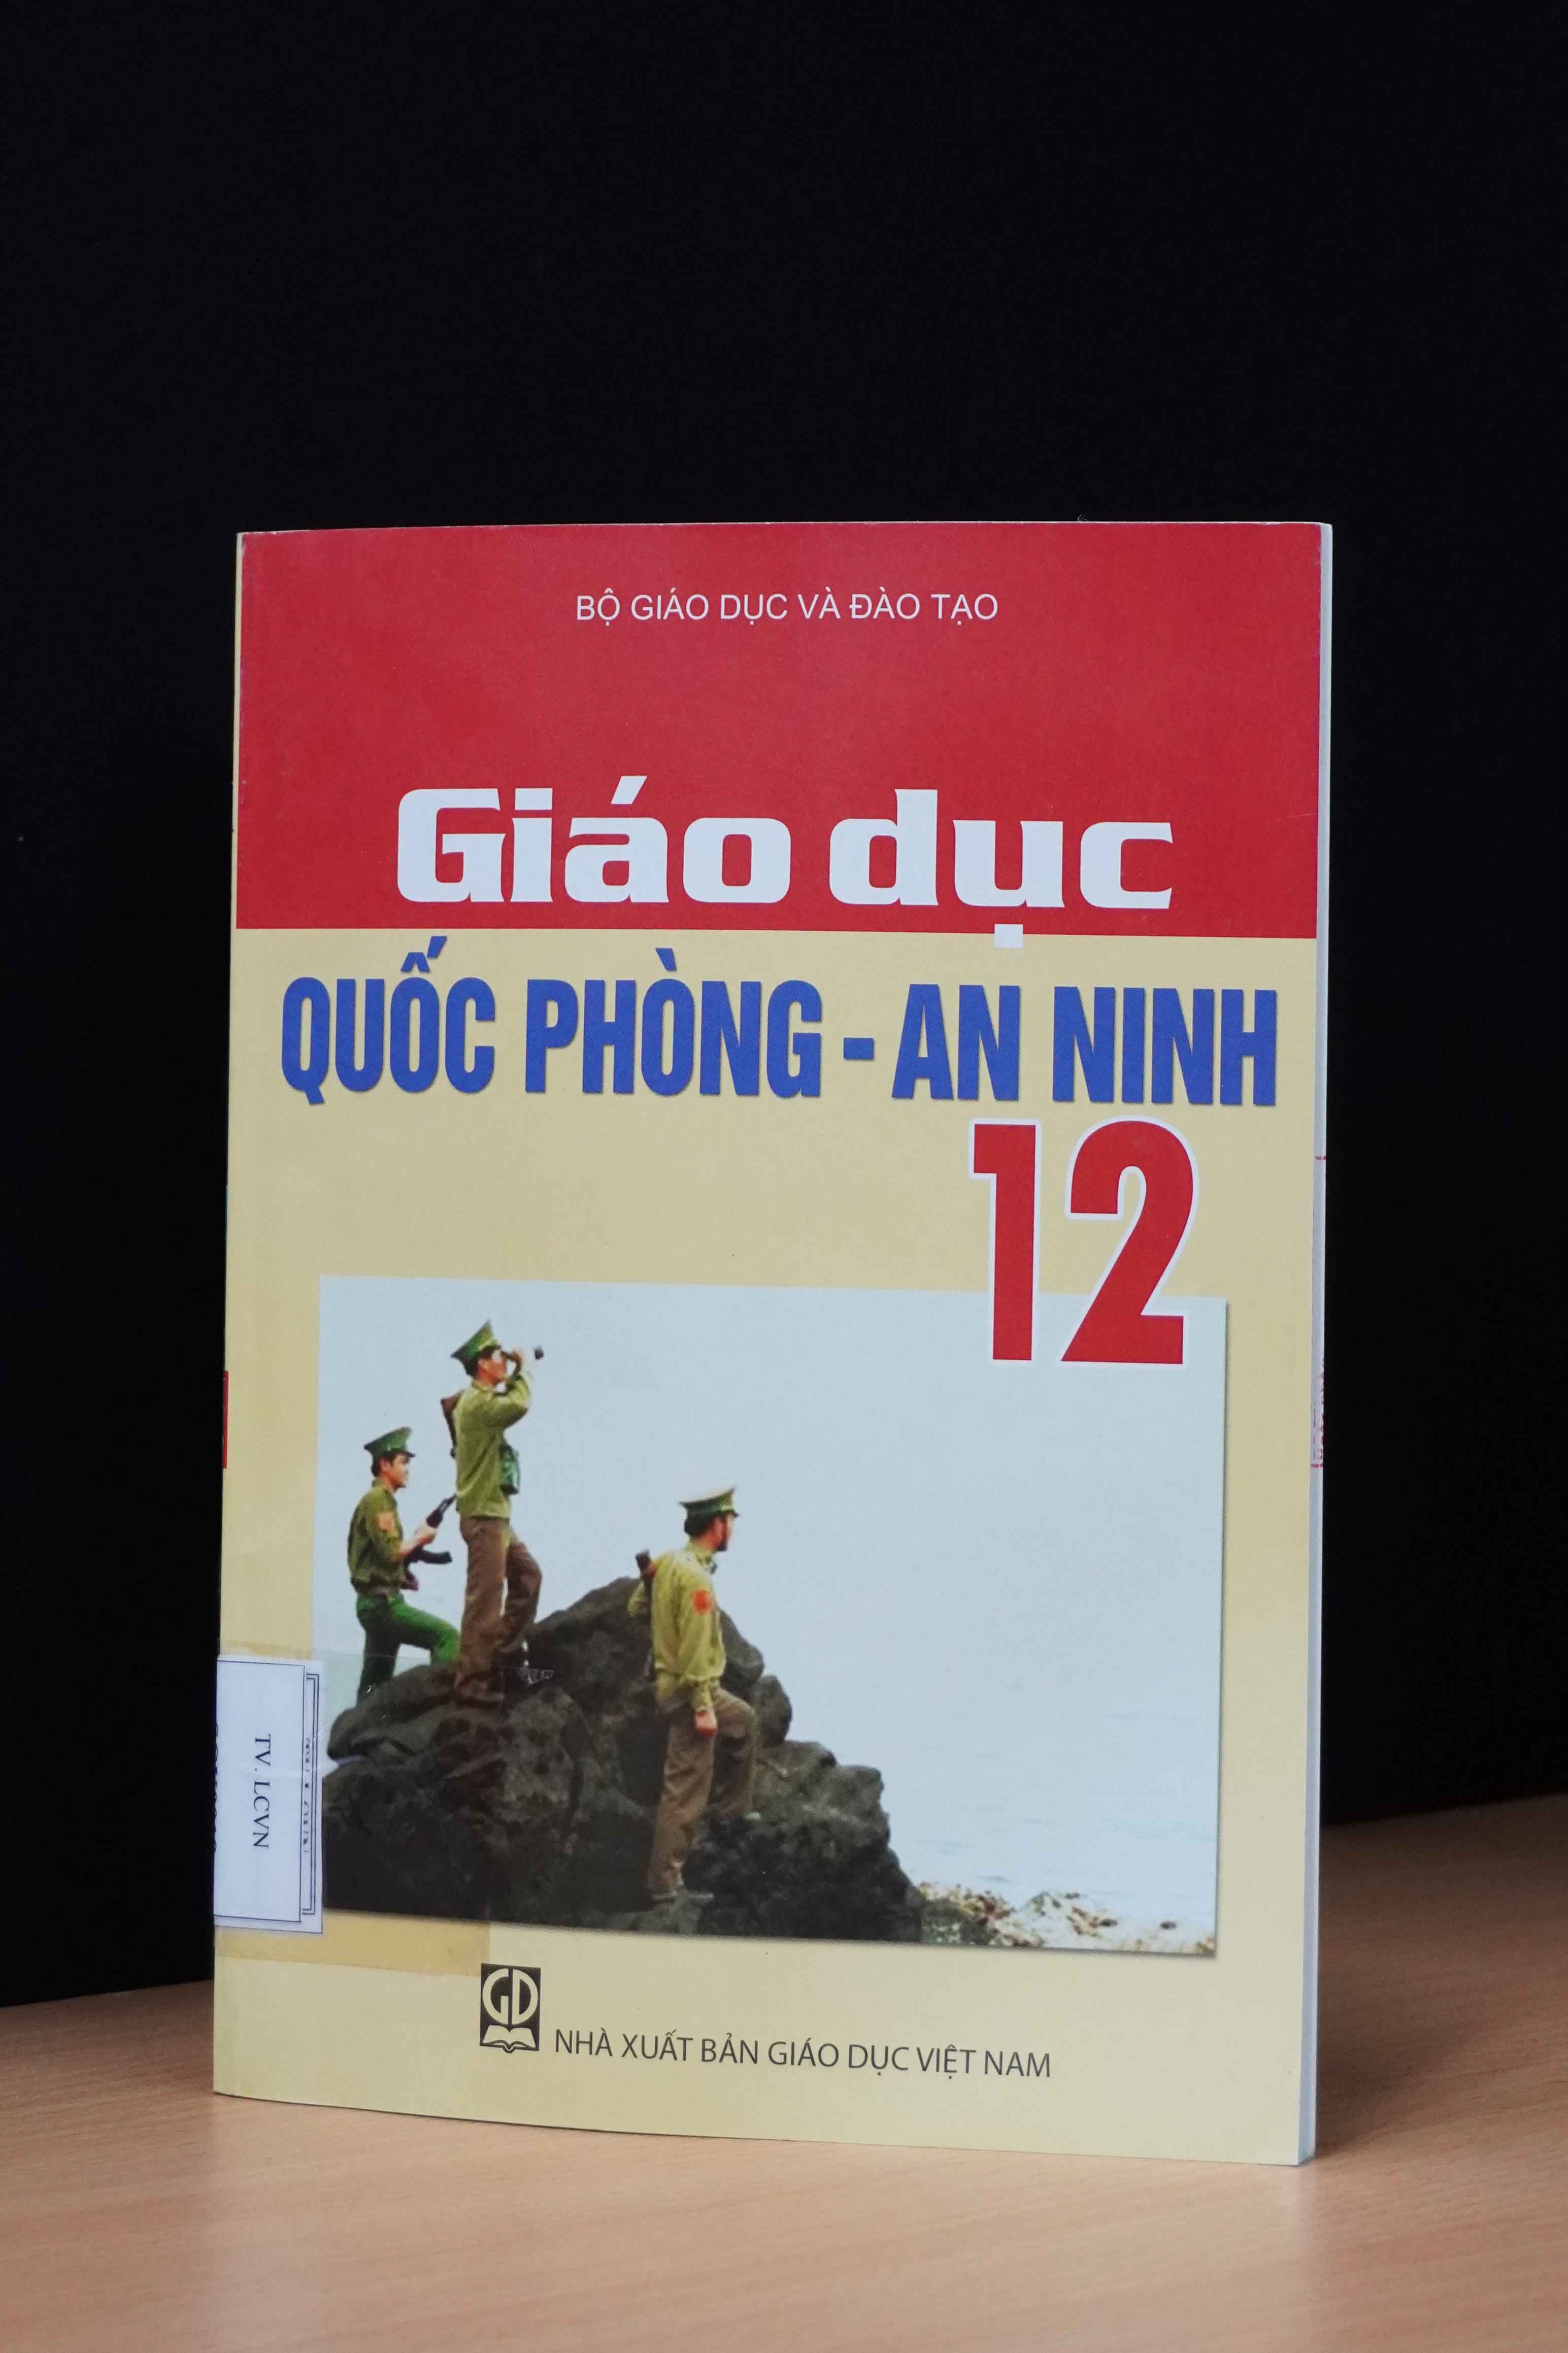 BỘ GIÁO DỤC VÀ ĐÀO TẠO
Giáo dục
QUỐC PHÒNG - AN NINH
12
TV. LCVN
GD
NHÀ XUẤT BẢN GIÁO DỤC VIỆT NAM